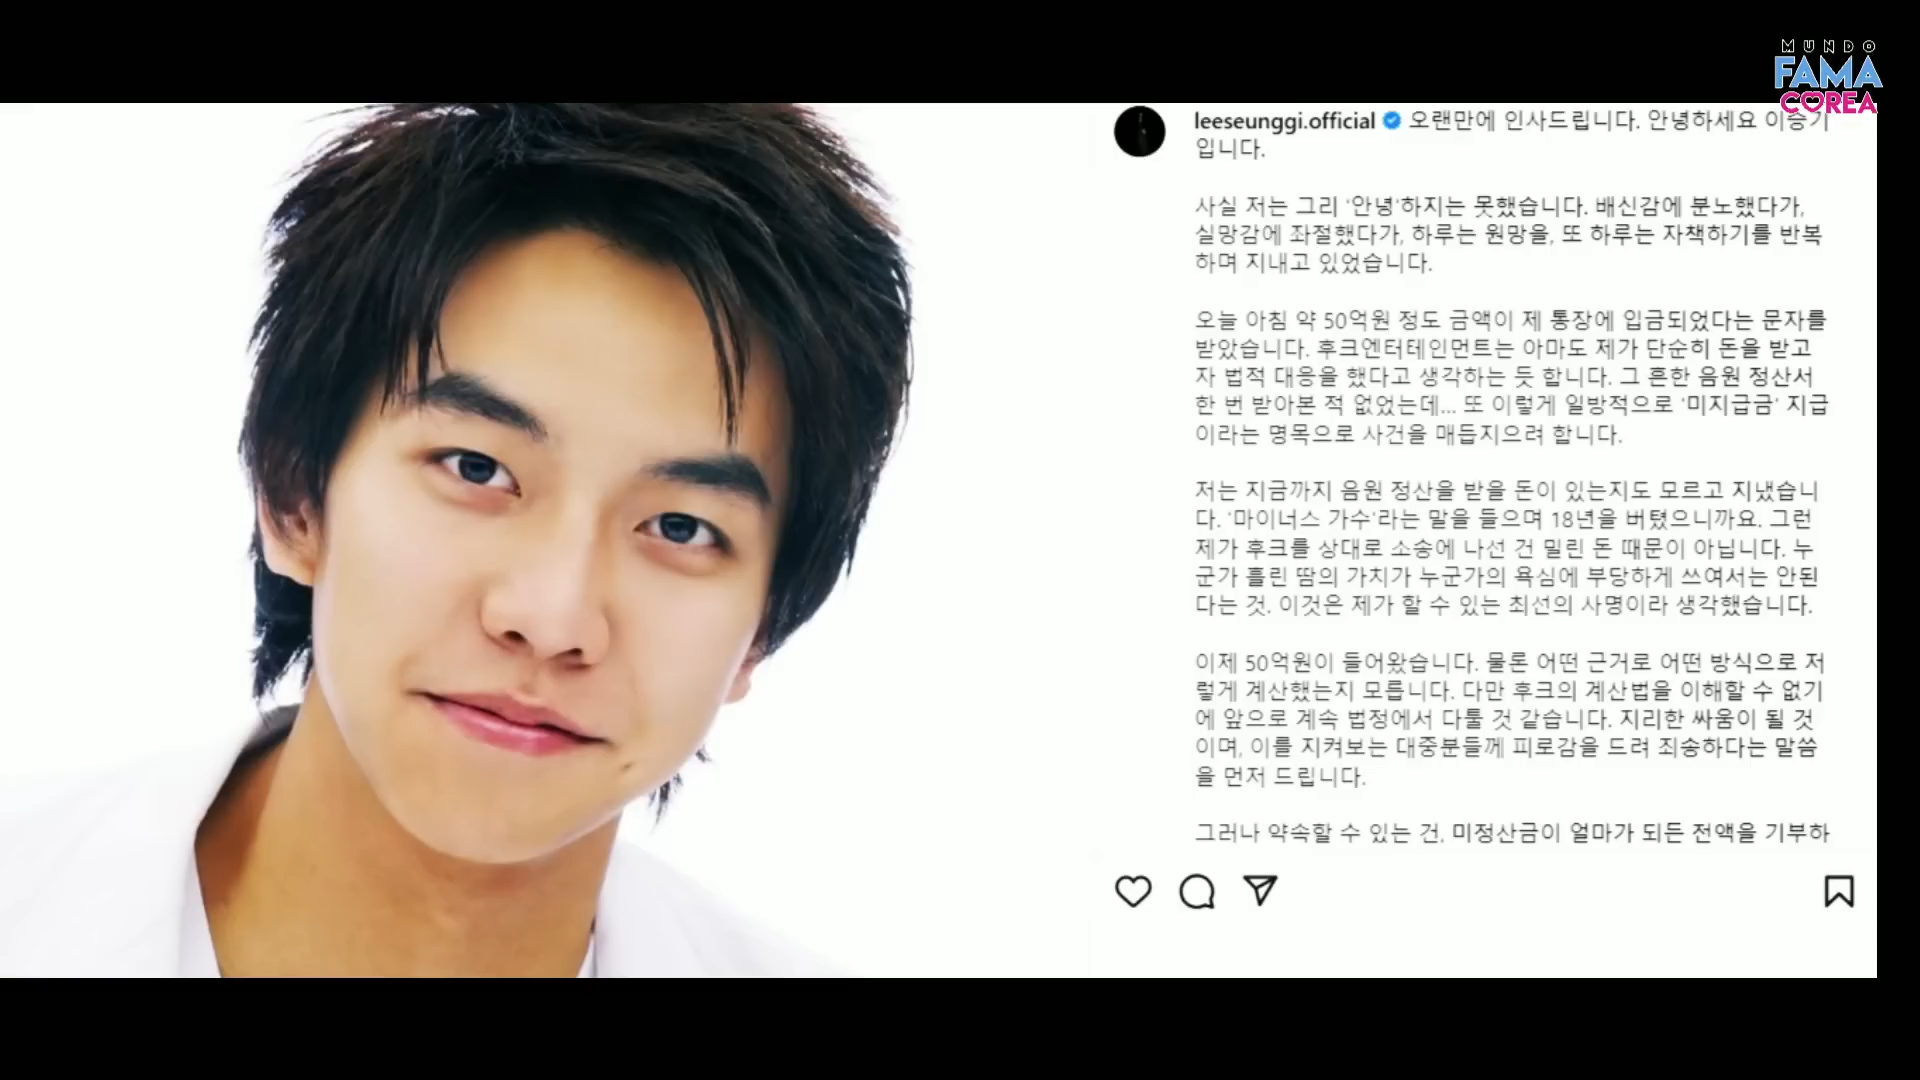 MUNDO
FAMA
COREA
leeseunggi.official 오랜만에 인사드립니다. 안녕하세요 이승기
입니다.
사실 저는 그리 '안녕'하지는 못했습니다. 배신감에 분노했다가,
실망감에 좌절했다가, 하루는 원망을, 또 하루는 자책하기를 반복
하며 지내고 있었습니다.
오늘 아침 약 50억원 정도 금액이 제 통장에 입금되었다는 문자를
받았습니다. 후크엔터테인먼트는 아마도 제가 단순히 돈을 받고
자 법적 대응을 했다고 생각하는 듯 합니다. 그 흔한 음원 정산서
한 번 받아본 적 없었는데... 또 이렇게 일방적으로 '미지급금' 지급
이라는 명목으로 사건을 매듭지으려 합니다.
저는 지금까지 음원 정산을 받을 돈이 있는지도 모르고 지냈습니
다. '마이너스 가수'라는 말을 들으며 18년을 버텼으니까요. 그런
제가 후크를 상대로 소송에 나선 건 밀린 돈 때문이 아닙니다. 누
군가 흘린 땀의 가치가 누군가의 욕심에 부당하게 쓰여서는 안된
다는 것. 이것은 제가 할 수 있는 최선의 사명이라 생각했습니다.
이제 50억원이 들어왔습니다. 물론 어떤 근거로 어떤 방식으로 저
렇게 계산했는지 모릅니다. 다만 후크의 계산법을 이해할 수 없기
에 앞으로 계속 법정에서 다툴 것 같습니다. 지리한 싸움이 될 것
이며, 이를 지켜보는 대중분들께 피로감을 드려 죄송하다는 말씀
을 먼저 드립니다.
그러나 약속할 수 있는 건, 미정산금이 얼마가 되든 전액을 기부하